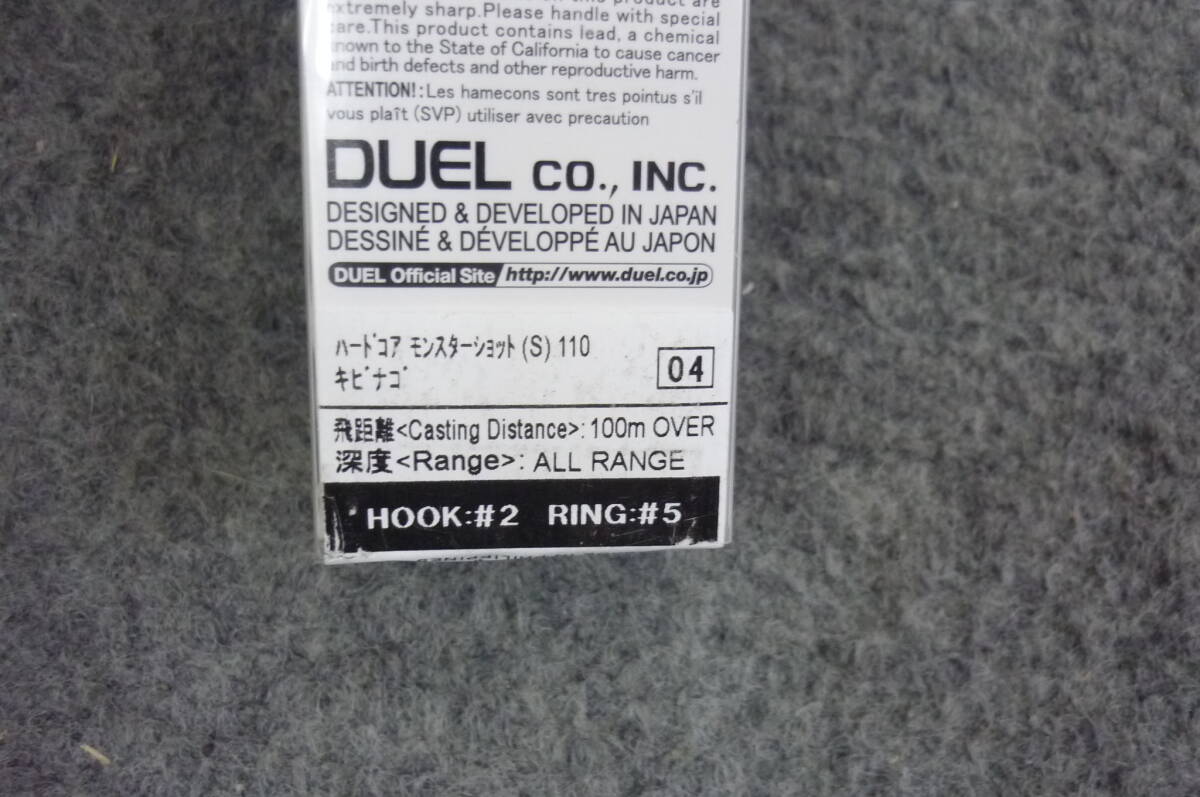 extremely sharp.Please handle with special
care.This product contains lead, a chemical
known to the State of California to cause cancer
and birth defects and other reproductive harm.
ATTENTION!:Les hamecons sont tres pointus s'il
vous plaît (SVP) utiliser avec precaution
DUEL CO., INC.
DESIGNED & DEVELOPED IN JAPAN
DESSINÉ & DÉVELOPPÉ AU JAPON
DUEL Official Site http://www.duel.co.jp
ハードコア モンスターショット (S) 110
キビナゴ 04
飛距離<Casting Distance>: 100m OVER
深度<Range>: ALL RANGE
HOOK:#2 RING:#5